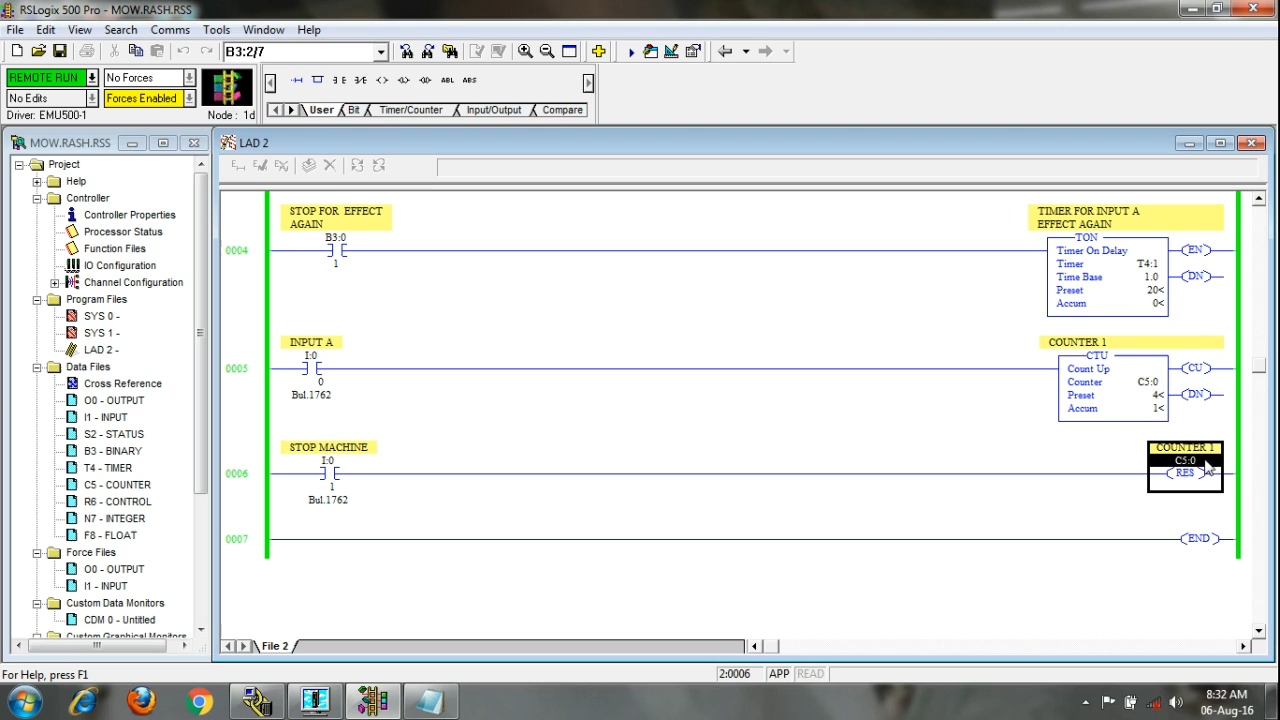 RSLogix 500 Pro - MOW.RASH.RSS
File Edit View Search Comms Tools Window Help
B3:2/7
REMOTE RUN No Forces
No Edits Forces Enabled
Driver: EMU500-1 Node : 1d
ABL ABS
User Bit Timer/Counter Input/Output Compare
MOW.RASH.RSS
Project
Help
Controller
Controller Properties
Processor Status
Function Files
IO Configuration
Channel Configuration
Program Files
SYS 0 -
SYS 1 -
LAD 2 -
Data Files
Cross Reference
O0 - OUTPUT
I1 - INPUT
S2 - STATUS
B3 - BINARY
T4 - TIMER
C5 - COUNTER
R6 - CONTROL
N7 - INTEGER
F8 - FLOAT
Force Files
O0 - OUTPUT
I1 - INPUT
Custom Data Monitors
CDM 0 - Untitled
Custom Graphical Monitors
LAD 2
STOP FOR EFFECT
AGAIN
B3:0
0004
1
TIMER FOR INPUT A
EFFECT AGAIN
TON
Timer On Delay EN
Timer T4:1
Time Base 1.0 DN
Preset 20<
Accum 0<
INPUT A
I:0
0005
0
Bul.1762
COUNTER 1
CTU
Count Up CU
Counter C5:0
Preset 4< DN
Accum 1<
STOP MACHINE
I:0
0006
1
Bul.1762
COUNTER 1
C5:0
RES
0007 END
File 2
For Help, press F1 2:0006 APP READ
8:32 AM
06-Aug-16